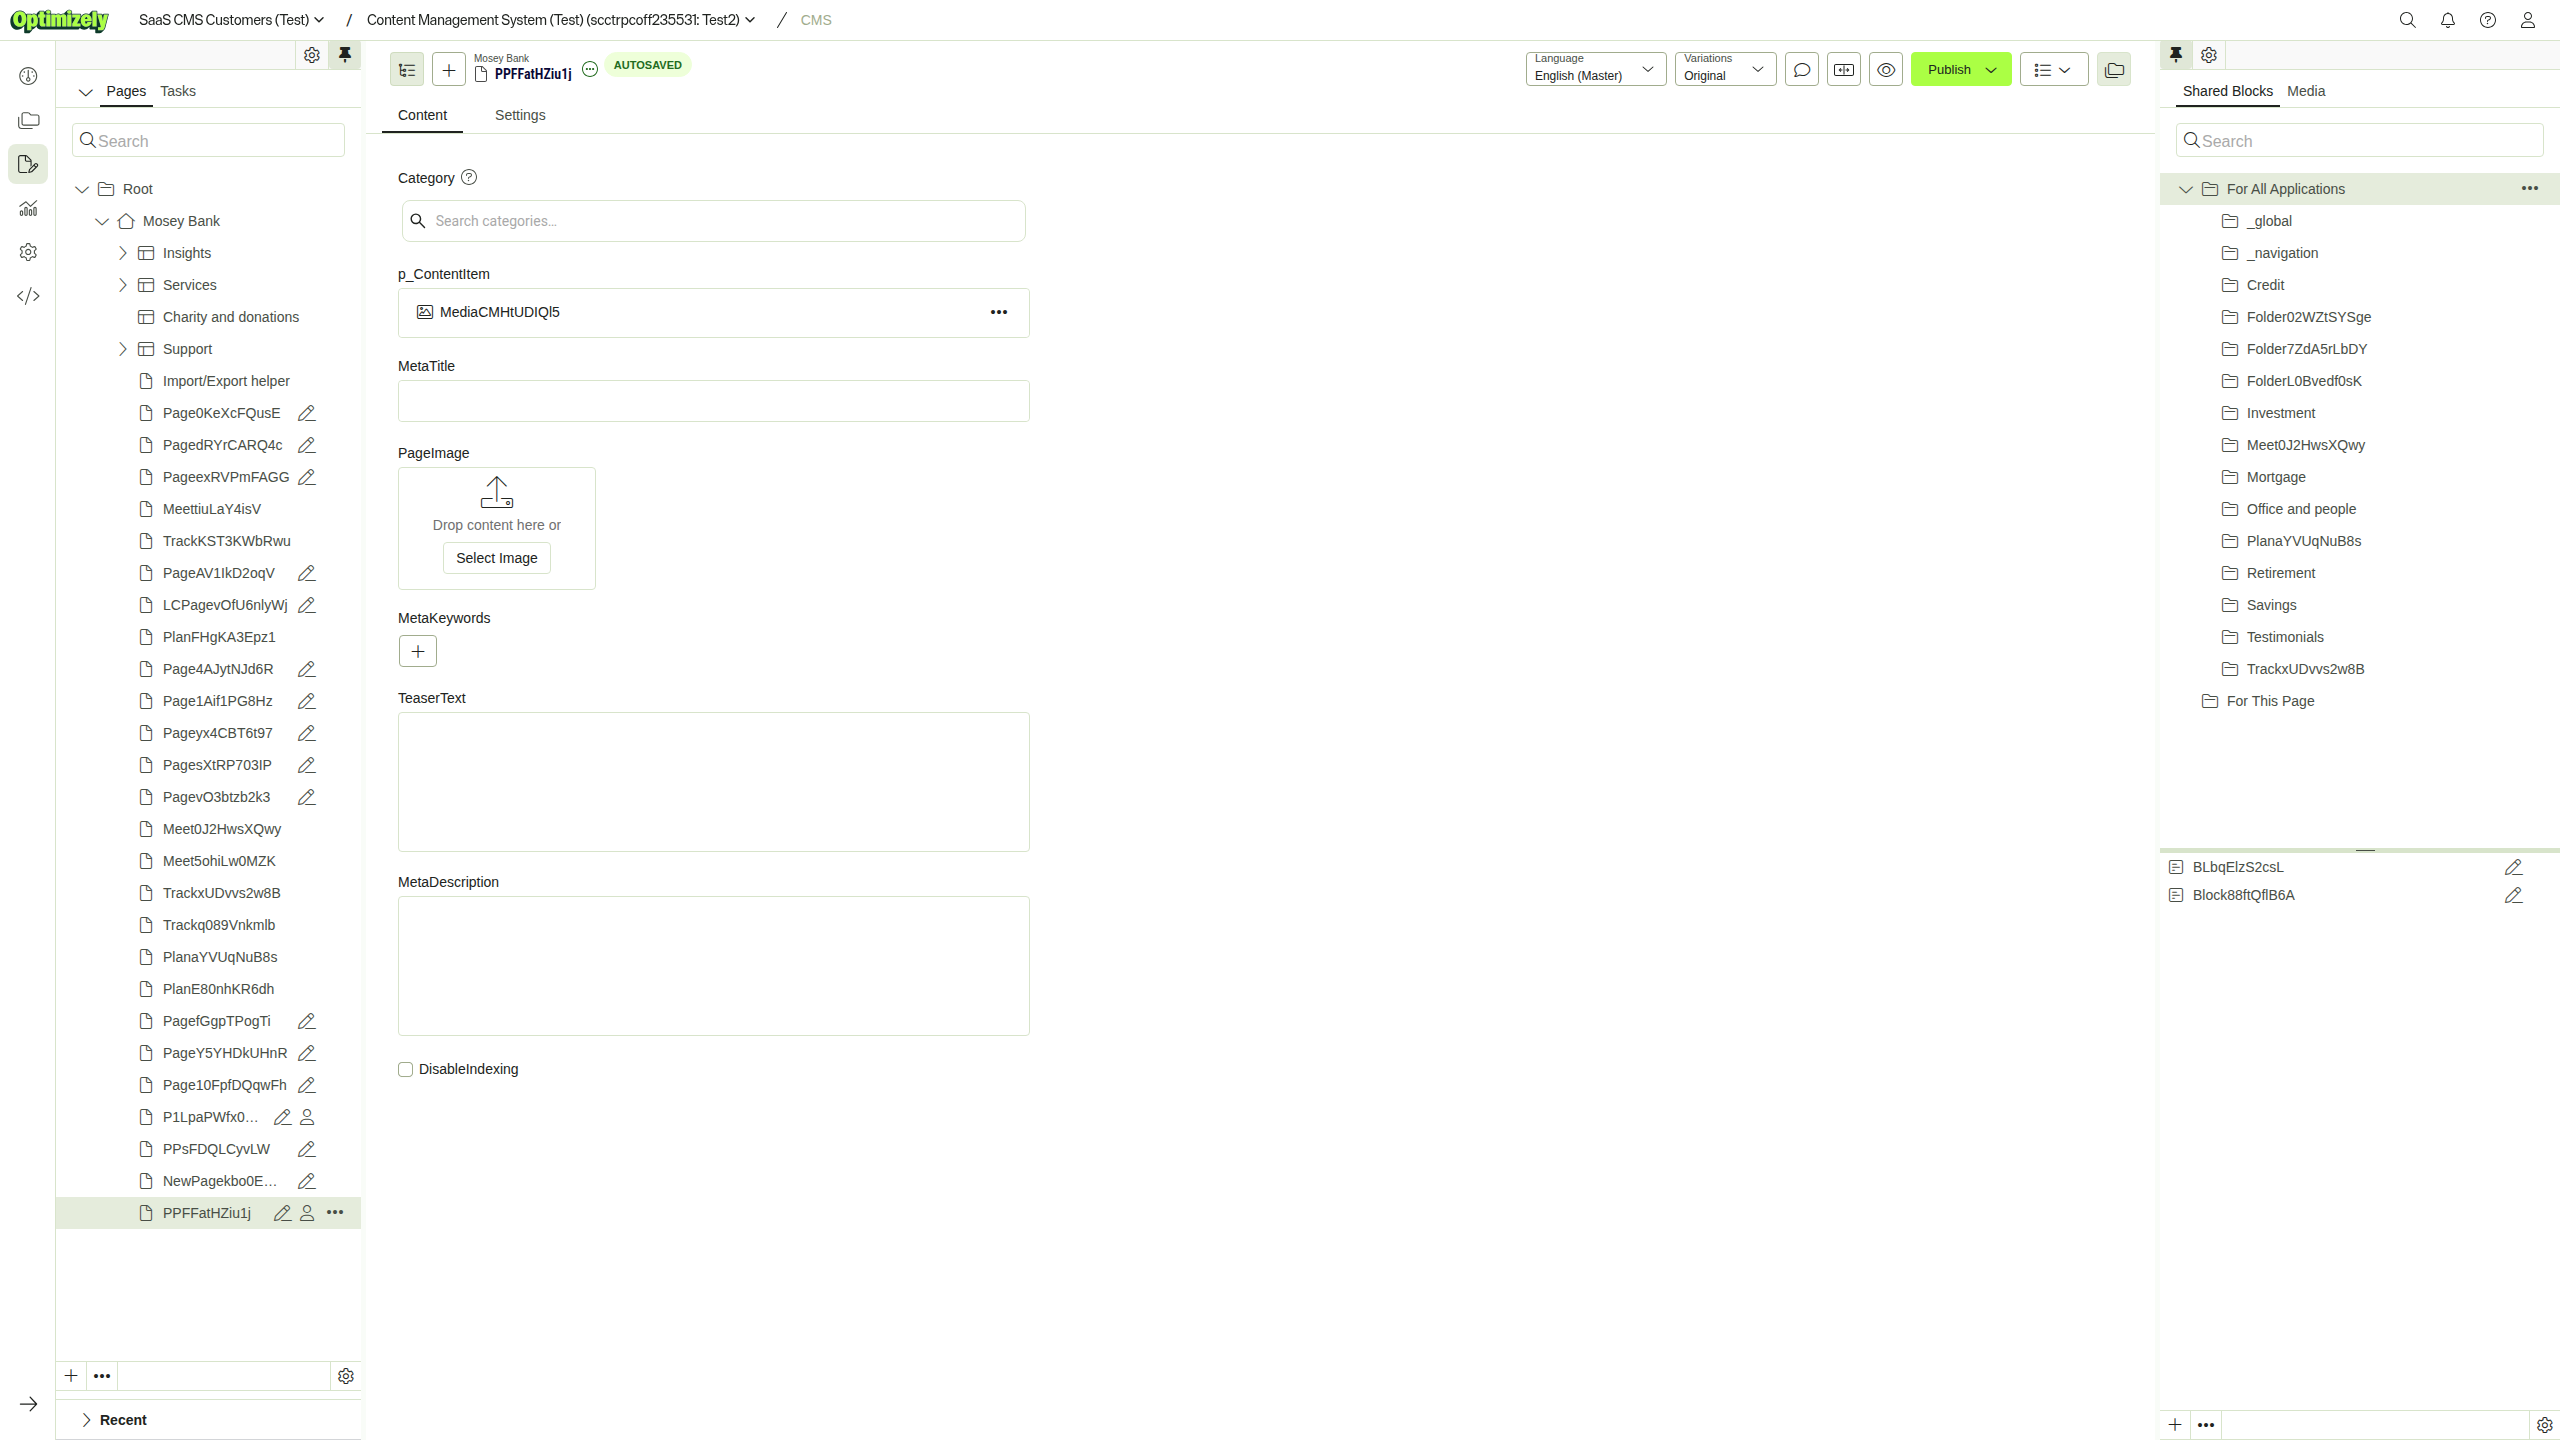 Optimizely
SaaS CMS Customers (Test) / Content Management System (Test) (scctrpcoff235531: Test2) / CMS
Pages Tasks
Search
Root
Mosey Bank
Insights
Services
Charity and donations
Support
Import/Export helper
Page0KeXcFQusE
PagedRYrCARQ4c
PageexRVPmFAGG
MeettiuLaY4isV
TrackKST3KWbRwu
PageAV1IkD2oqV
LCPagevOfU6nlyWj
PlanFHgKA3Epz1
Page4AJytNJd6R
Page1Aif1PG8Hz
Pageyx4CBT6t97
PagesXtRP703IP
PagevO3btzb2k3
Meet0J2HwsXQwy
Meet5ohiLw0MZK
TrackxUDvvs2w8B
Trackq089Vnkmlb
PlanaYVUqNuB8s
PlanE80nhKR6dh
PagefGgpTPogTi
PageY5YHDkUHnR
Page10FpfDQqwFh
P1LpaPWfx0...
PPsFDQLCyvLW
NewPagekbo0E...
PPFFatHZiu1j
Recent
Mosey Bank
PPFFatHZiu1j
AUTOSAVED
Language
English (Master)
Variations
Original
Publish
Content Settings
Category
Search categories...
p_ContentItem
MediaCMHtUDIQl5
MetaTitle
PageImage
Drop content here or
Select Image
MetaKeywords
TeaserText
MetaDescription
DisableIndexing
Shared Blocks Media
Search
For All Applications
_global
_navigation
Credit
Folder02WZtSYSge
Folder7ZdA5rLbDY
FolderL0Bvedf0sK
Investment
Meet0J2HwsXQwy
Mortgage
Office and people
PlanaYVUqNuB8s
Retirement
Savings
Testimonials
TrackxUDvvs2w8B
For This Page
BLbqElzS2csL
Block88ftQflB6A